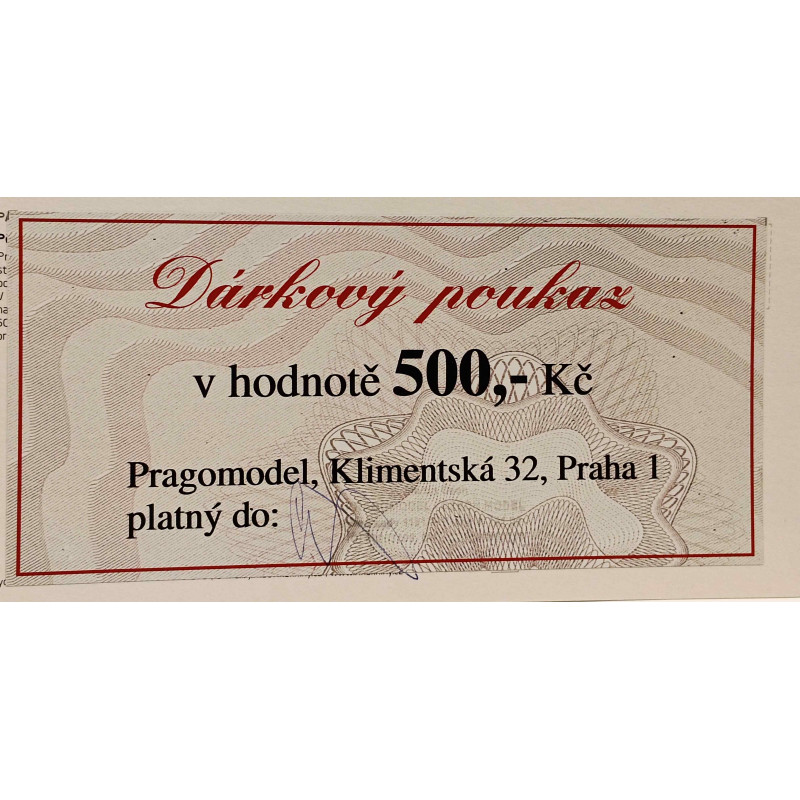 Dárkový poukaz
v hodnotě 500,- Kč
Pragomodel, Klimentská 32, Praha 1
platný do: